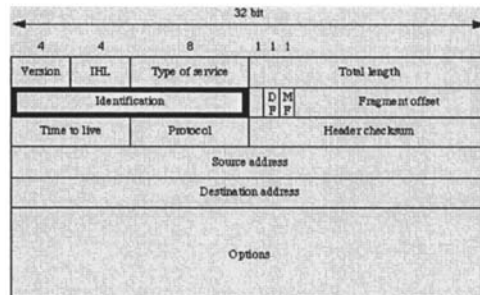 32 bit
4 4 8 1 1 1
Version IHL Type of service Total length
Identification D F M F Fragment offset
Time to live Protocol Header checksum
Source address
Destination address
Options